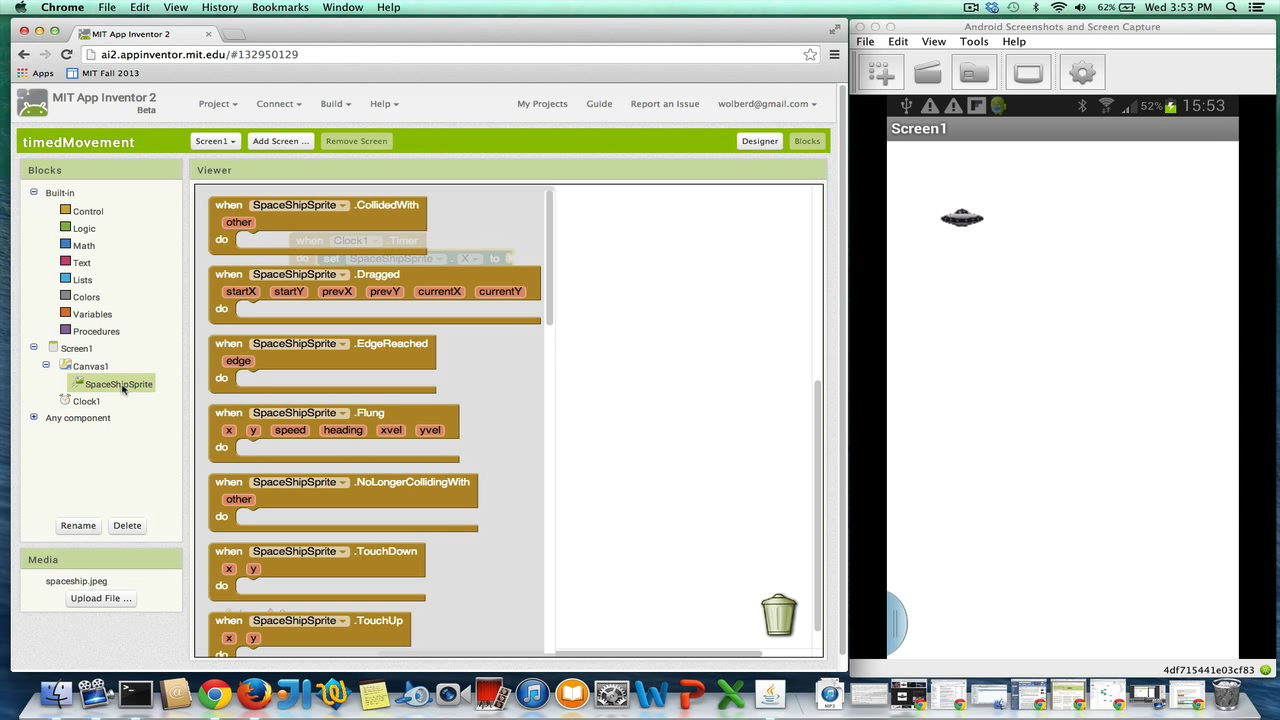 Chrome File Edit View History Bookmarks Window Help
62% Wed 3:53 PM
MIT App Inventor 2
ai2.appinventor.mit.edu/#132950129
Apps MIT Fall 2013
MIT App Inventor 2
Beta
Project Connect Build Help My Projects Guide Report an Issue wolberd@gmail.com
timedMovement Screen1 Add Screen ... Remove Screen Designer Blocks
Blocks
Built-in
Control
Logic
Math
Text
Lists
Colors
Variables
Procedures
Screen1
Canvas1
SpaceShipSprite
Clock1
Any component
Rename Delete
Media
spaceship.jpeg
Upload File ...
Viewer
when SpaceShipSprite .CollidedWith
other
do
when Clock1 .Timer
do set SpaceShipSprite . X to
when SpaceShipSprite .Dragged
startX startY prevX prevY currentX currentY
do
when SpaceShipSprite .EdgeReached
edge
do
when SpaceShipSprite .Flung
x y speed heading xvel yvel
do
when SpaceShipSprite .NoLongerCollidingWith
other
do
when SpaceShipSprite .TouchDown
x y
do
when SpaceShipSprite .TouchUp
x y
do
Android Screenshots and Screen Capture
File Edit View Tools Help
52% 15:53
Screen1
4df715441e03cf83
MP3